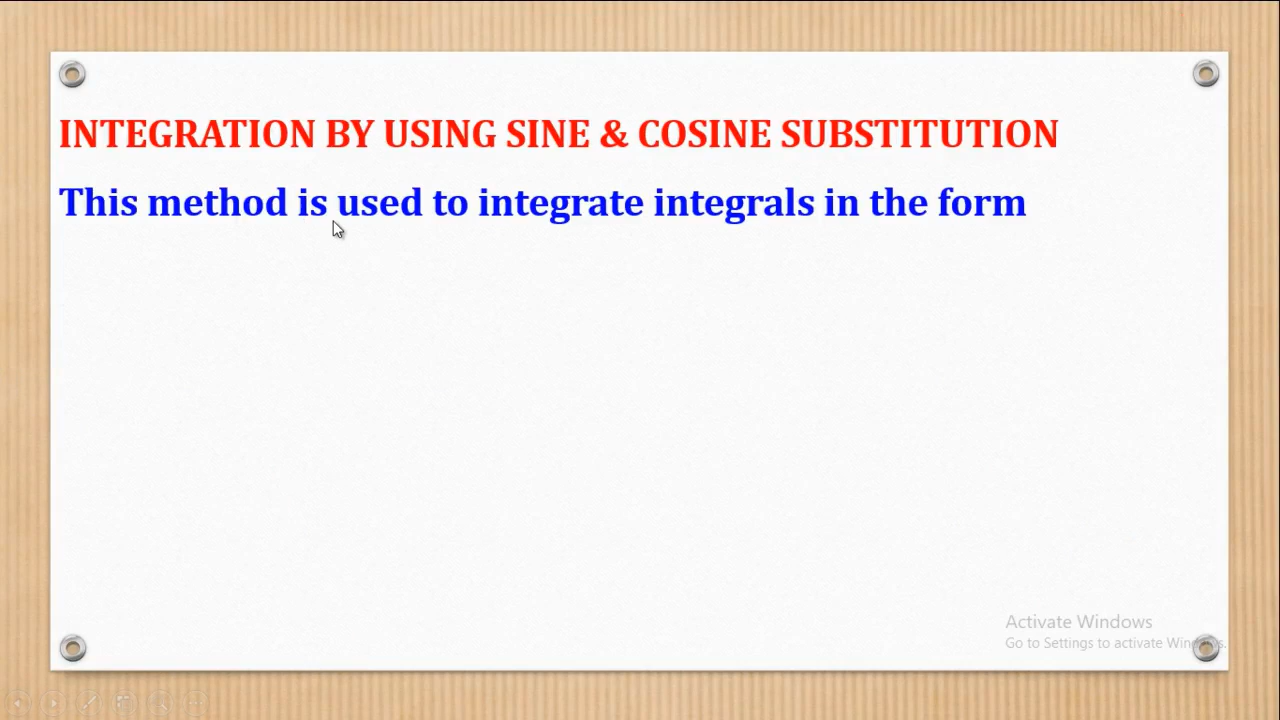 INTEGRATION BY USING SINE & COSINE SUBSTITUTION
This method is used to integrate integrals in the form
Activate Windows
Go to Settings to activate Windows.